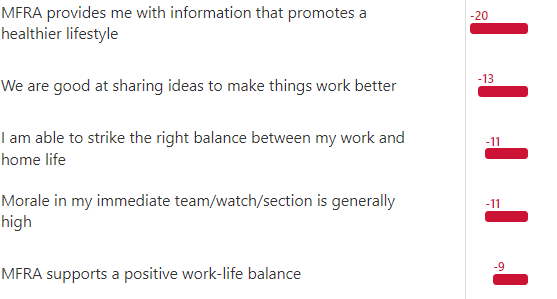 MFRA provides me with information that promotes a
healthier lifestyle
-20
We are good at sharing ideas to make things work better
-13
I am able to strike the right balance between my work and
home life
-11
Morale in my immediate team/watch/section is generally
high
-11
MFRA supports a positive work-life balance
-9